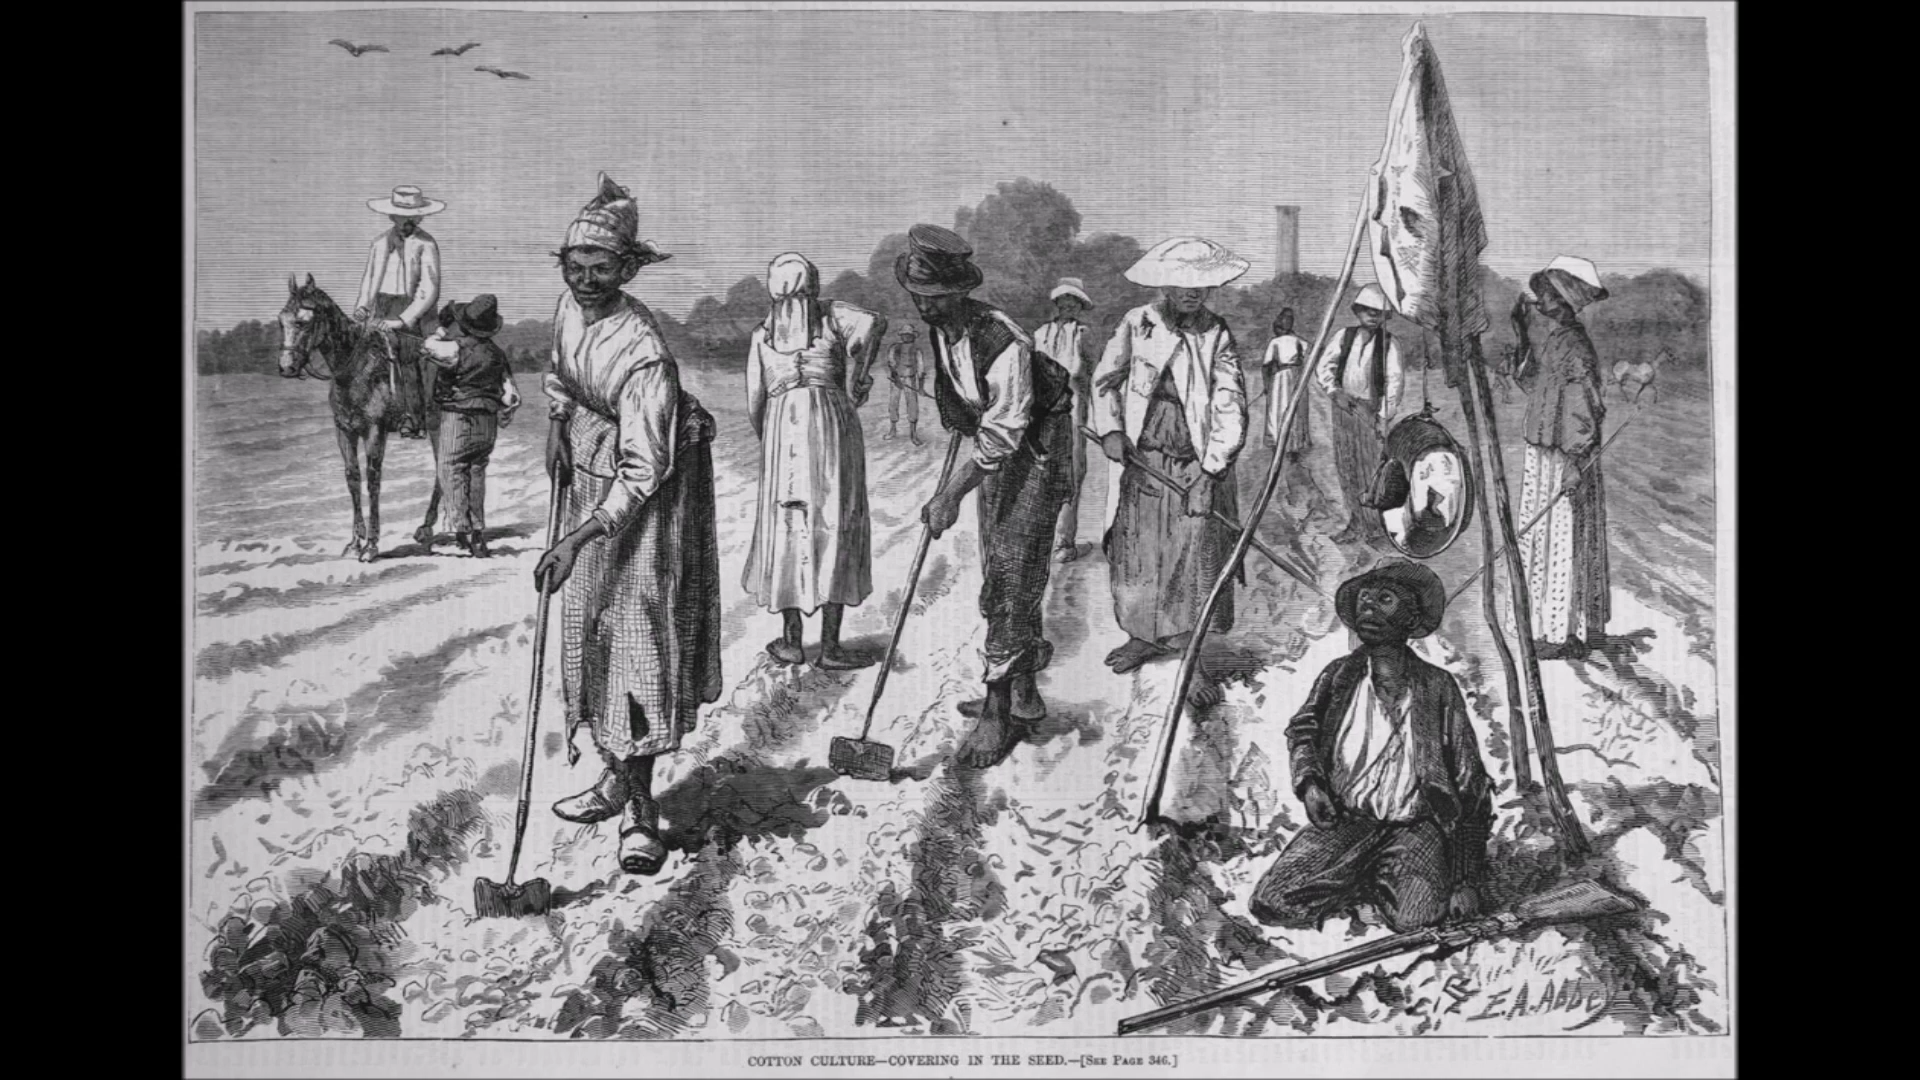 E.A. Abbey
COTTON CULTURE—COVERING IN THE SEED.—[See Page 346.]